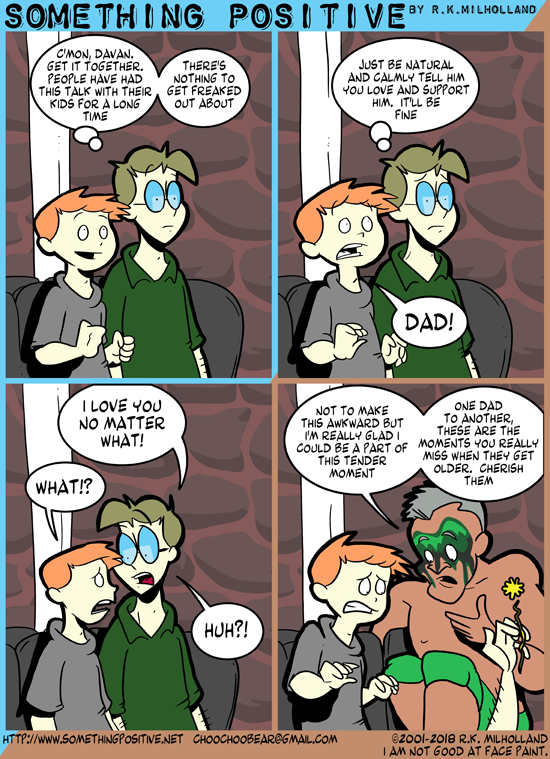 SOMETHING POSITIVE BY R.K.MILHOLLAND
C'MON, DAVAN.
GET IT TOGETHER.
PEOPLE HAVE HAD
THIS TALK WITH THEIR
KIDS FOR A LONG
TIME
THERE'S
NOTHING TO
GET FREAKED
OUT ABOUT
JUST BE NATURAL
AND CALMLY TELL HIM
YOU LOVE AND SUPPORT
HIM. IT'LL BE
FINE
DAD!
I LOVE YOU
NO MATTER
WHAT!
WHAT!?
HUH?!
NOT TO MAKE
THIS AWKWARD BUT
I'M REALLY GLAD I
COULD BE A PART OF
THIS TENDER
MOMENT
ONE DAD
TO ANOTHER,
THESE ARE THE
MOMENTS YOU REALLY
MISS WHEN THEY GET
OLDER. CHERISH
THEM
HTTP://WWW.SOMETHINGPOSITIVE.NET CHOOCHOOBEAR@GMAIL.COM
©2001-2018 R.K. MILHOLLAND
I AM NOT GOOD AT FACE PAINT.